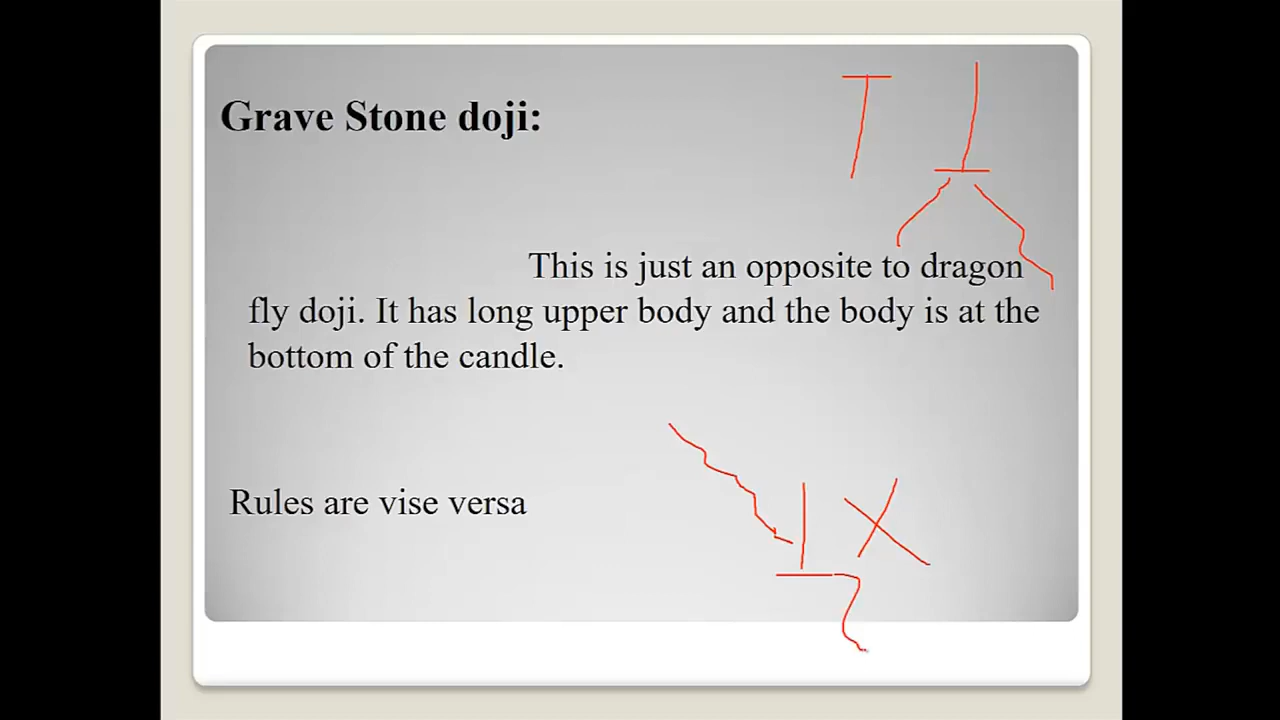 Grave Stone doji:
This is just an opposite to dragon
fly doji. It has long upper body and the body is at the
bottom of the candle.
Rules are vise versa